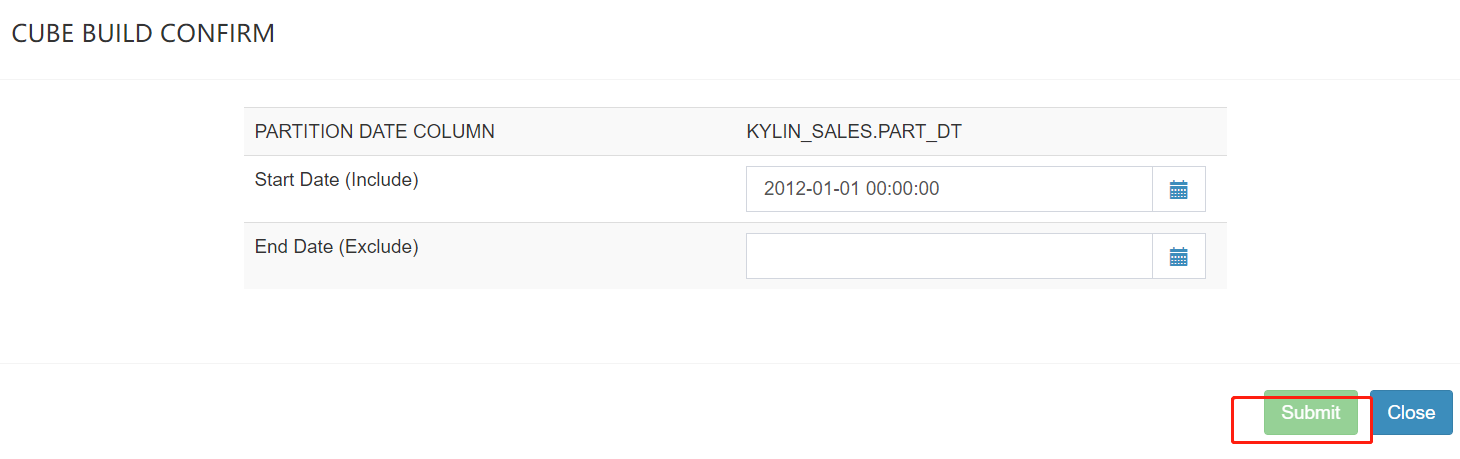 CUBE BUILD CONFIRM
PARTITION DATE COLUMN KYLIN_SALES.PART_DT
Start Date (Include) 2012-01-01 00:00:00
End Date (Exclude)
Submit Close